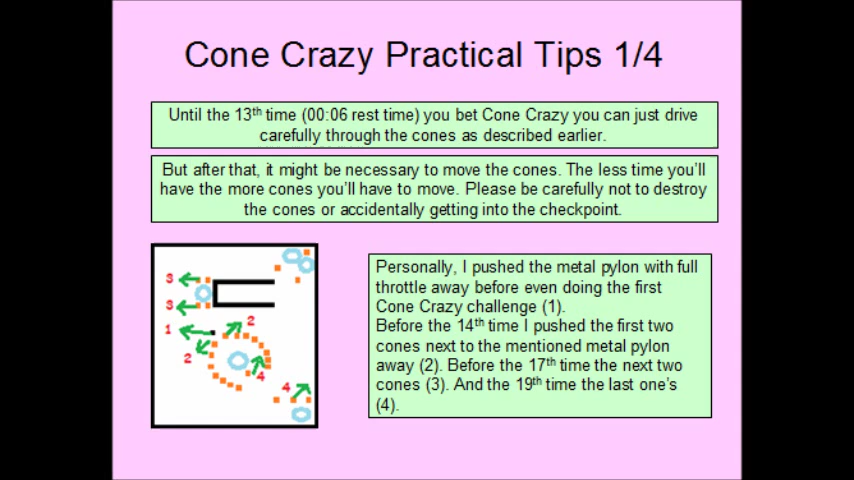 Cone Crazy Practical Tips 1/4
Until the 13th time (00:06 rest time) you bet Cone Crazy you can just drive
carefully through the cones as described earlier.
But after that, it might be necessary to move the cones. The less time you'll
have the more cones you'll have to move. Please be carefully not to destroy
the cones or accidentally getting into the checkpoint.
3
3
1
2
2
4
4
Personally, I pushed the metal pylon with full
throttle away before even doing the first
Cone Crazy challenge (1).
Before the 14th time I pushed the first two
cones next to the mentioned metal pylon
away (2). Before the 17th time the next two
cones (3). And the 19th time the last one's
(4).